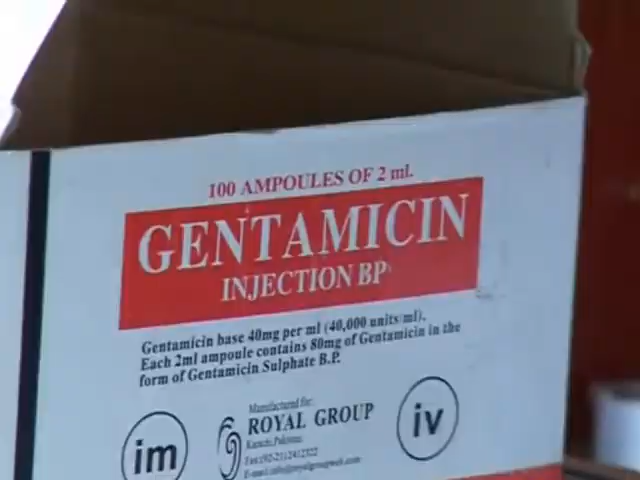 100 AMPOULES OF 2 ml.
GENTAMICIN
INJECTION BP
Gentamicin base 40mg per ml (40,000 units/ml).
Each 2ml ampoule contains 80mg of Gentamicin in the
form of Gentamicin Sulphate B.P.
im
Manufactured for:
ROYAL GROUP
Karachi, Pakistan.
iv